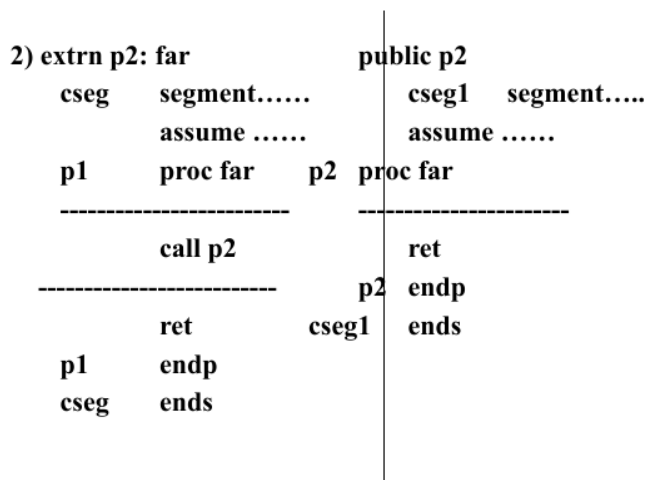 2) extrn p2: far public p2
cseg segment…… cseg1 segment…..
assume …… assume ……
p1 proc far p2 proc far
------------------------- -----------------------
call p2 ret
-------------------------- p2 endp
ret cseg1 ends
p1 endp
cseg ends